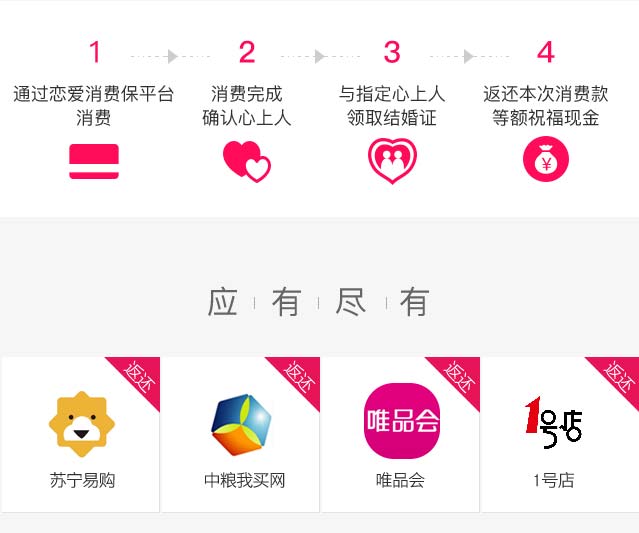 1
2
3
4
通过恋爱消费保平台
消费
消费完成
确认心上人
与指定心上人
领取结婚证
返还本次消费款
等额祝福现金
¥
应有尽有
返还
返还
返还
返还
唯品会
1号店
苏宁易购
中粮我买网
唯品会
1号店